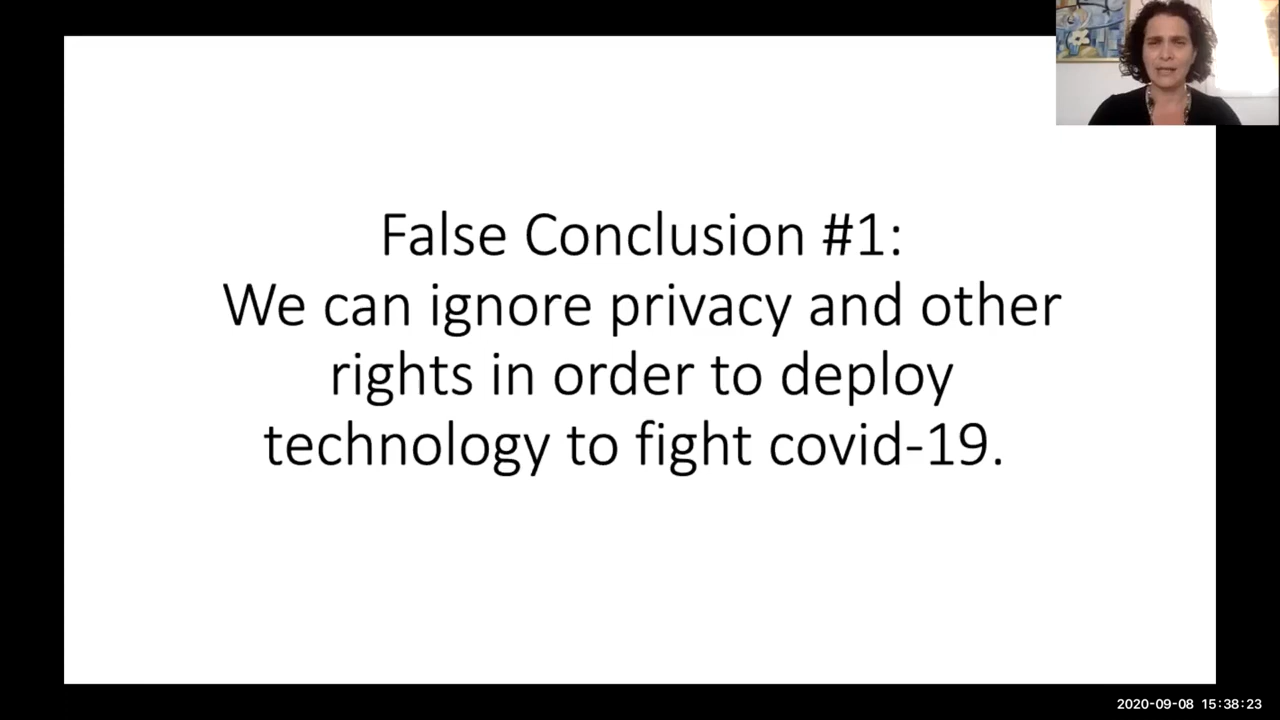 False Conclusion #1:
We can ignore privacy and other
rights in order to deploy
technology to fight covid-19.
2020-09-08 15:38:23